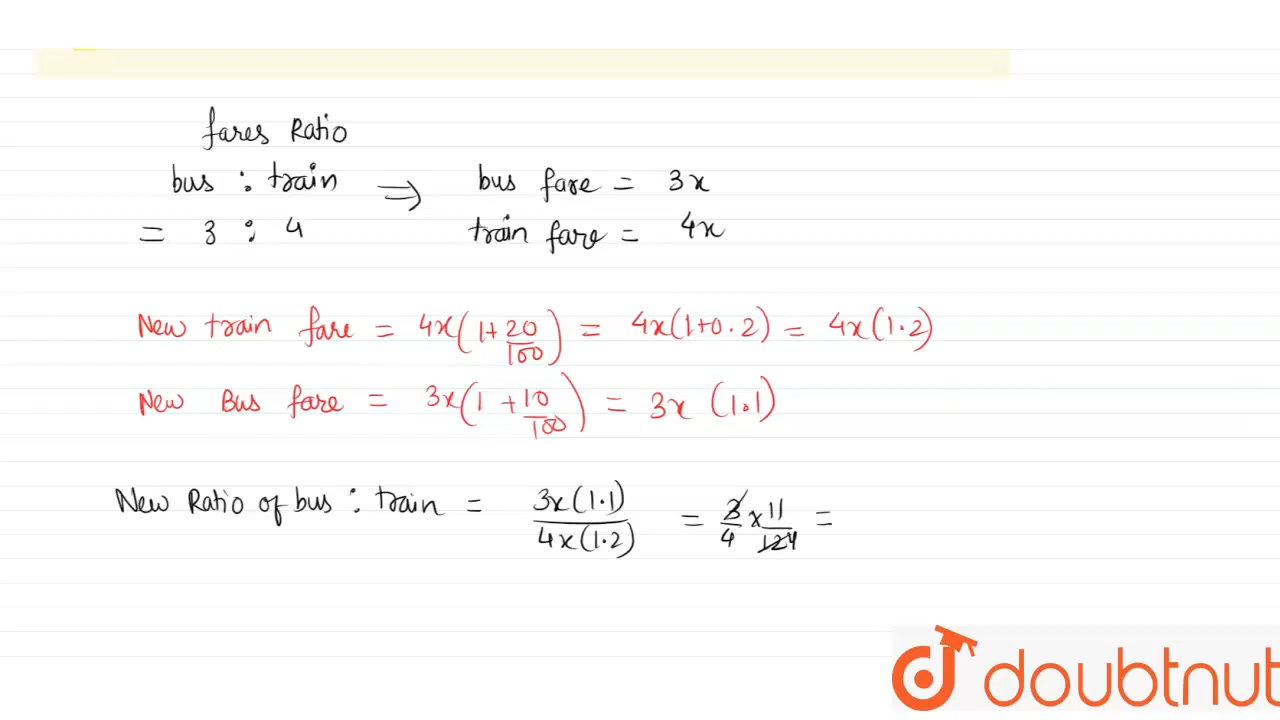 fares Ratio
bus : train ⇒ bus fare = 3x
= 3 : 4 train fare = 4x
New train fare = 4x(1+20/100) = 4x(1+0.2) = 4x(1.2)
New Bus fare = 3x(1+10/100) = 3x (1.1)
New Ratio of bus : train = 3x(1.1)/4x(1.2) = 3/4 x 11/12 4 =
doubtnut